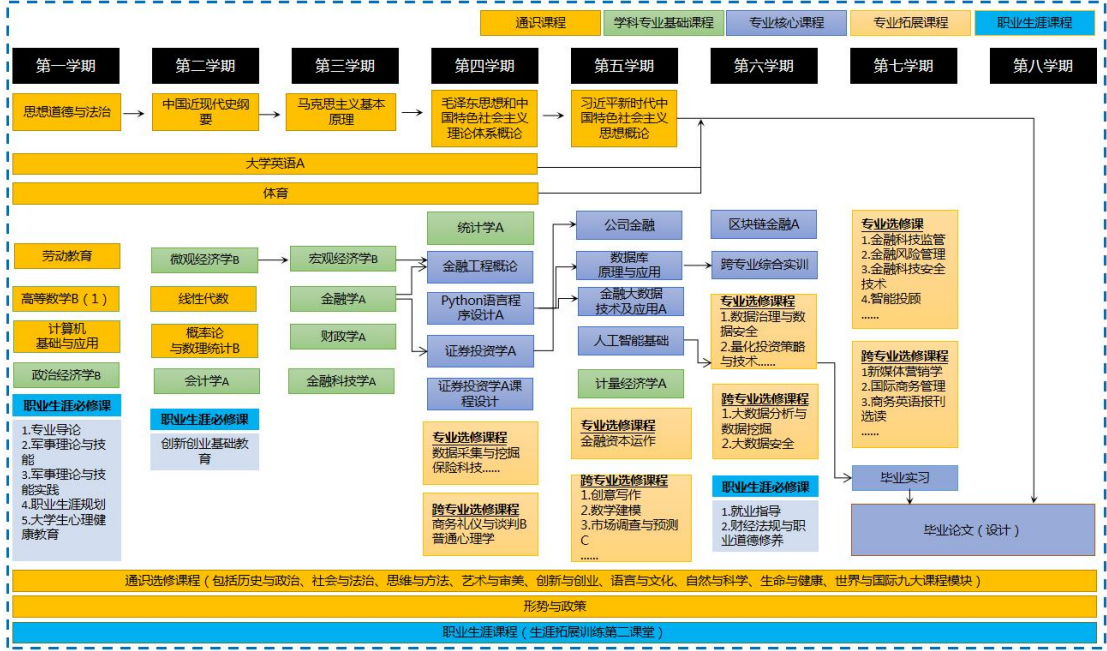 通识课程
学科专业基础课程
专业核心课程
专业拓展课程
职业生涯课程
第一学期
第二学期
第三学期
第四学期
第五学期
第六学期
第七学期
第八学期
思想道德与法治
中国近现代史纲
要
马克思主义基本
原理
毛泽东思想和中
国特色社会主义
理论体系概论
习近平新时代中
国特色社会主义
思想概论
大学英语A
体育
劳动教育
高等数学B（1）
计算机
基础与应用
政治经济学B
职业生涯必修课
1.专业导论
2.军事理论与技
能
3.军事理论与技
能实践
4.职业生涯规划
5.大学生心理健
康教育
微观经济学B
线性代数
概率论
与数理统计B
会计学A
职业生涯必修课
创新创业基础教
育
宏观经济学B
金融学A
财政学A
金融科技学A
统计学A
金融工程概论
Python语言程
序设计A
证券投资学A
证券投资学A课
程设计
专业选修课程
数据采集与挖掘
保险科技......
跨专业选修课程
商务礼仪与谈判B
普通心理学
公司金融
数据库
原理与应用
金融大数据
技术及应用A
人工智能基础
计量经济学A
专业选修课程
金融资本运作
跨专业选修课程
1.创意写作
2.数学建模
3.市场调查与预测
C
......
区块链金融A
跨专业综合实训
专业选修课程
1.数据治理与数
据安全
2.量化投资策略
与技术......
跨专业选修课程
1.大数据分析与
数据挖掘
2.大数据安全
职业生涯必修课
1.就业指导
2.财经法规与职
业道德修养
专业选修课
1.金融科技监管
2.金融风险管理
3.金融科技安全
技术
4.智能投顾
......
跨专业选修课程
1新媒体营销学
2.国际商务管理
3.商务英语报刊
选读
......
毕业实习
毕业论文（设计）
通识选修课程（包括历史与政治、社会与法治、思维与方法、艺术与审美、创新与创业、语言与文化、自然与科学、生命与健康、世界与国际九大课程模块）
形势与政策
职业生涯课程（生涯拓展训练第二课堂）